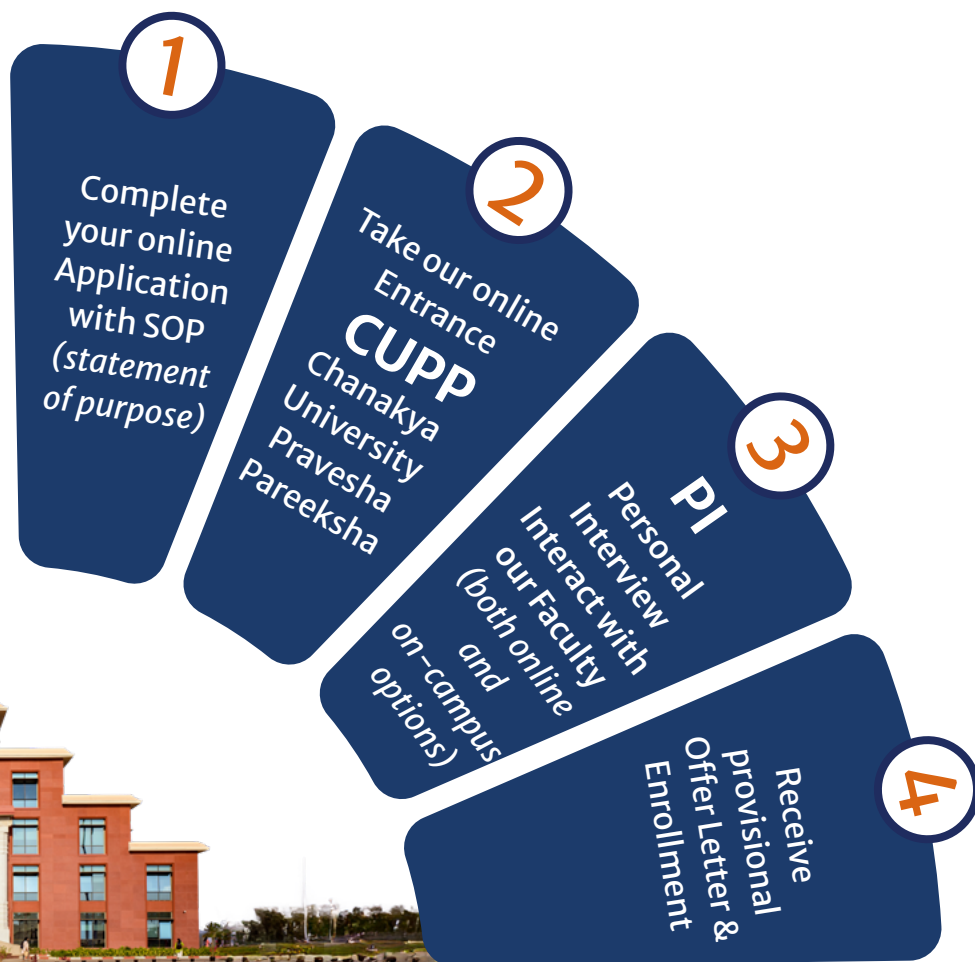 1
Complete
your online
Application
with SOP
(statement
of purpose)
2
Take our online
Entrance
CUPP
Chanakya
University
Pravesha
Pareeksha
3
PI
Personal
Interview
Interact with
our Faculty
(both online
and
on-campus
options)
4
Receive
provisional
Offer Letter &
Enrollment